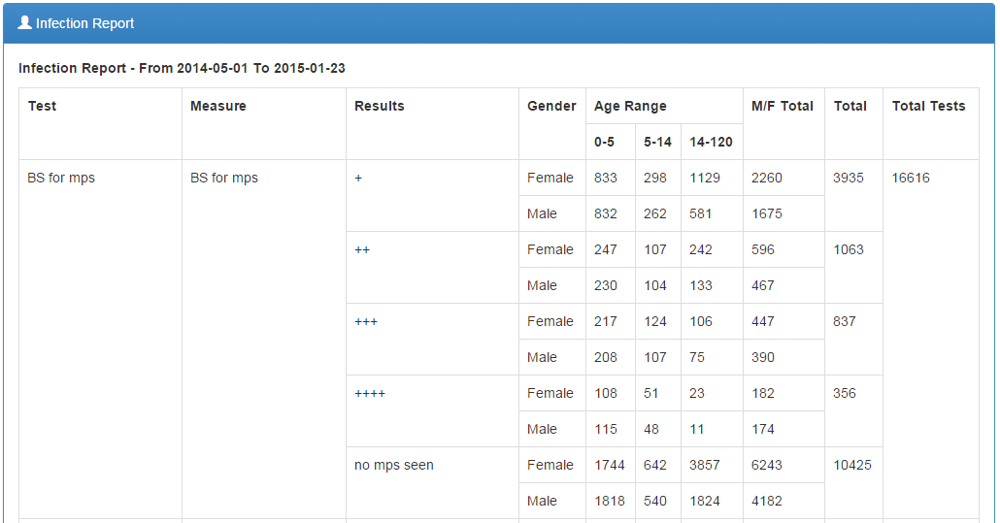 Infection Report
Infection Report - From 2014-05-01 To 2015-01-23
Test Measure Results Gender Age Range M/F Total Total Total Tests
0-5 5-14 14-120
BS for mps BS for mps + Female 833 298 1129 2260 3935 16616
Male 832 262 581 1675
++ Female 247 107 242 596 1063
Male 230 104 133 467
+++ Female 217 124 106 447 837
Male 208 107 75 390
++++ Female 108 51 23 182 356
Male 115 48 11 174
no mps seen Female 1744 642 3857 6243 10425
Male 1818 540 1824 4182